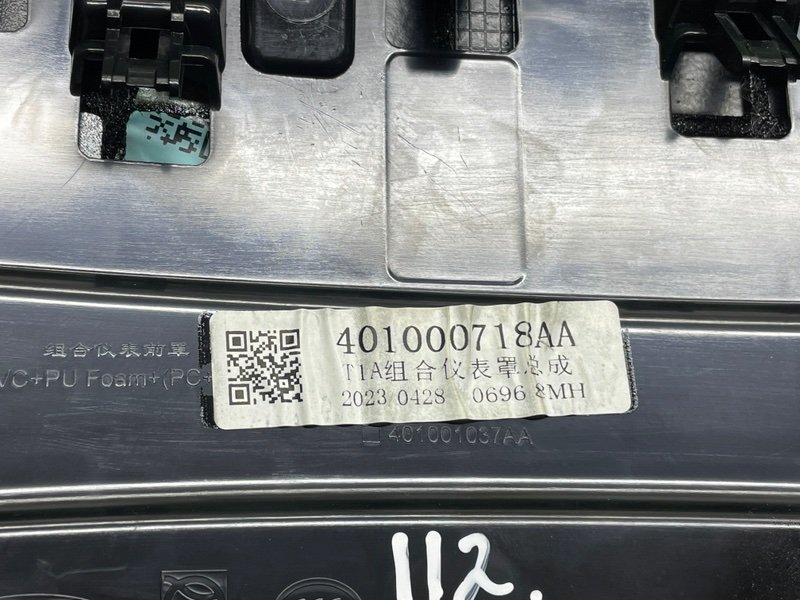 401000718AA
T1A组合仪表罩总成
2023 0428 0696 8MH
组合仪表前罩
VC+PU Foam+(PC+
401001037AA
112.